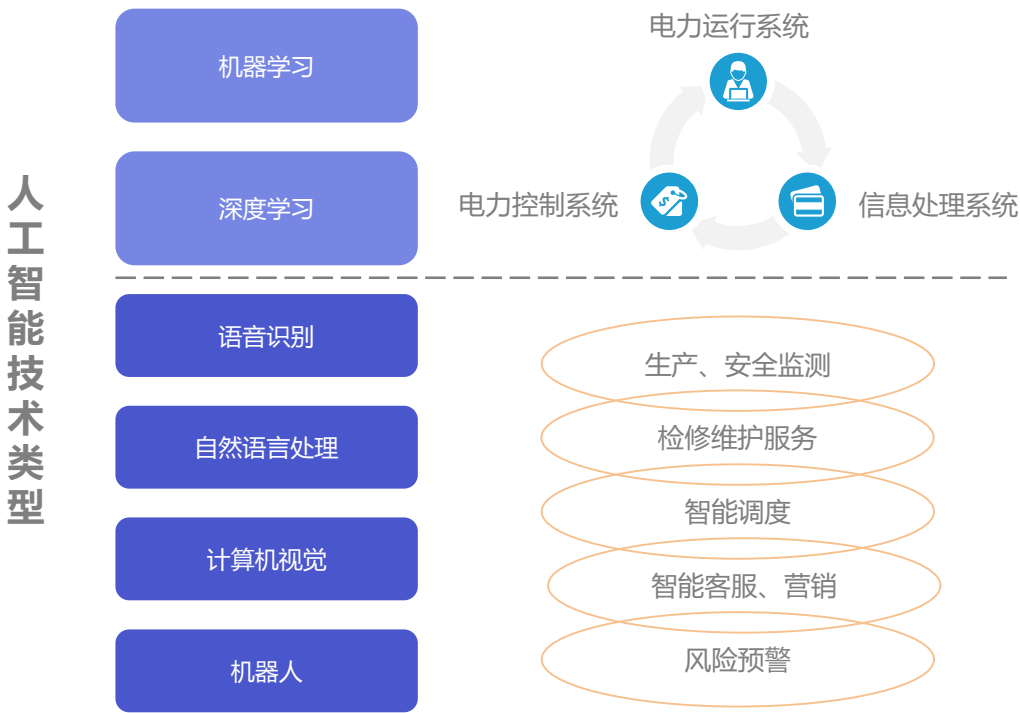 人工智能技术类型
机器学习
深度学习
电力运行系统
电力控制系统
信息处理系统
语音识别
自然语言处理
计算机视觉
机器人
生产、安全监测
检修维护服务
智能调度
智能客服、营销
风险预警